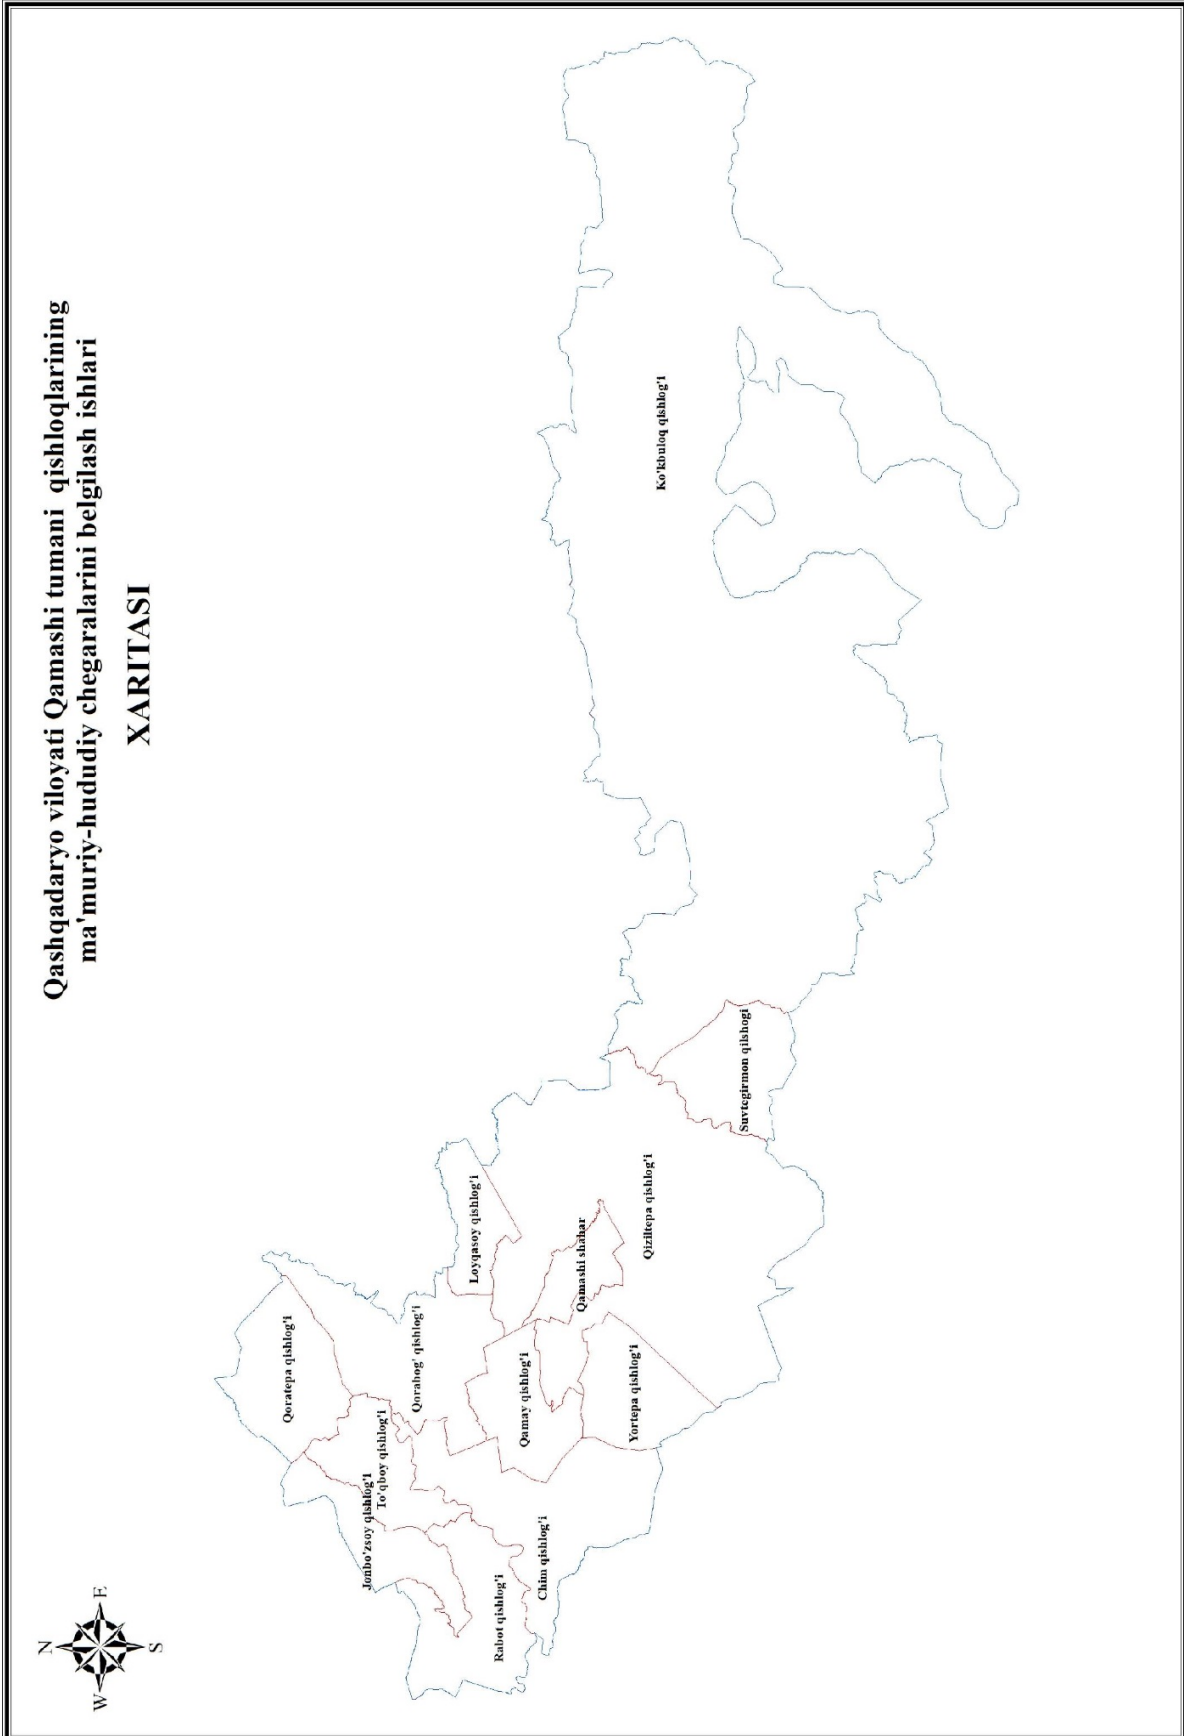 Qashqadaryo viloyati Qamashi tumani qishloqlarining
ma'muriy-hududiy chegaralarini belgilash ishlari
XARITASI
N
W
E
S
Qoratepa qishlog'i
Jonbo'zsoy qishlog'i
To'qboy qishlog'i
Qorabog' qishlog'i
Loyqasoy qishlog'i
Rabot qishlog'i
Chim qishlog'i
Qamay qishlog'i
Qamashi shahar
Yortepa qishlog'i
Qiziltepa qishlog'i
Suvtegirmon qilshogi
Ko'kbuloq qishlog'i